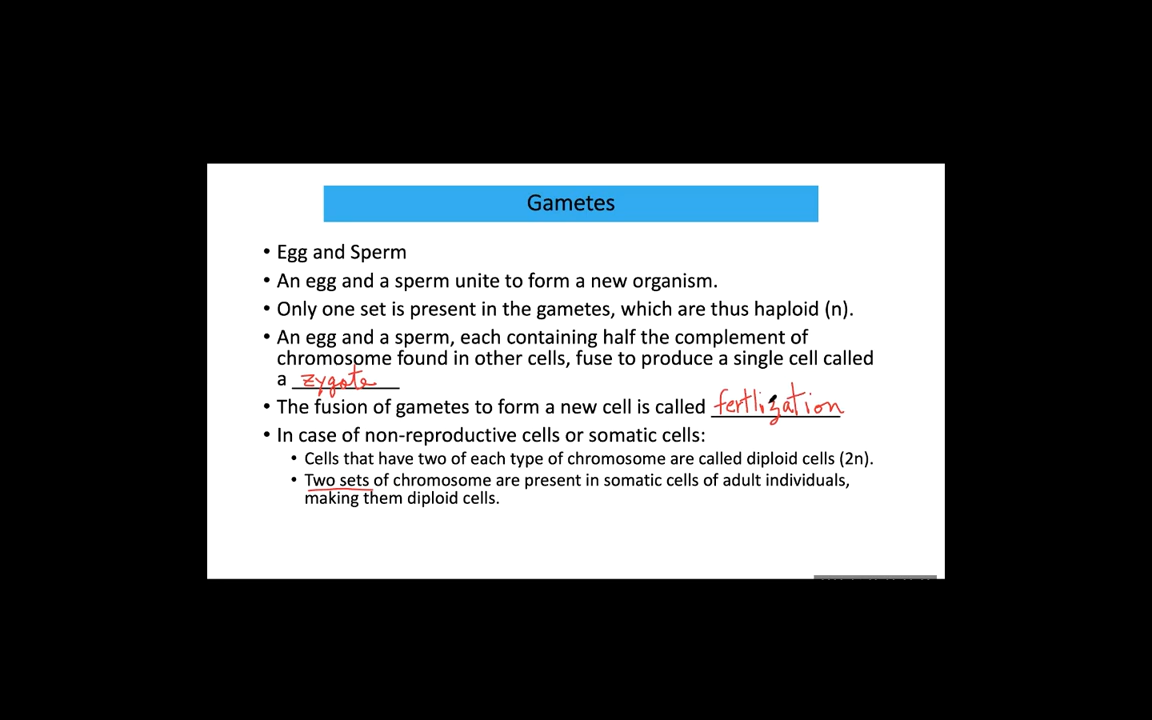 Gametes
• Egg and Sperm
• An egg and a sperm unite to form a new organism.
• Only one set is present in the gametes, which are thus haploid (n).
• An egg and a sperm, each containing half the complement of
chromosome found in other cells, fuse to produce a single cell called
a zygote
• The fusion of gametes to form a new cell is called fertlization
• In case of non-reproductive cells or somatic cells:
• Cells that have two of each type of chromosome are called diploid cells (2n).
• Two sets of chromosome are present in somatic cells of adult individuals,
making them diploid cells.